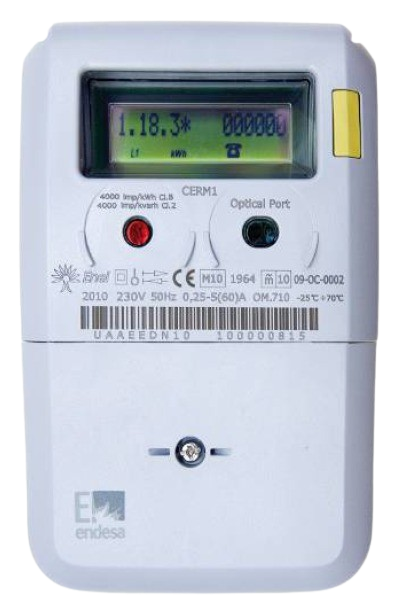 1.18.3* 000000
L1 kWh
4000 imp/kWh Cl.B
4000 imp/kvarh Cl.2
CERM1
Optical Port
Enel CE M10 1964 m 10 09-OC-0002
2010 230V 50Hz 0,25-5(60)A OM.710 -25℃÷70℃
UAAEEDN10 100000815
E.
endesa